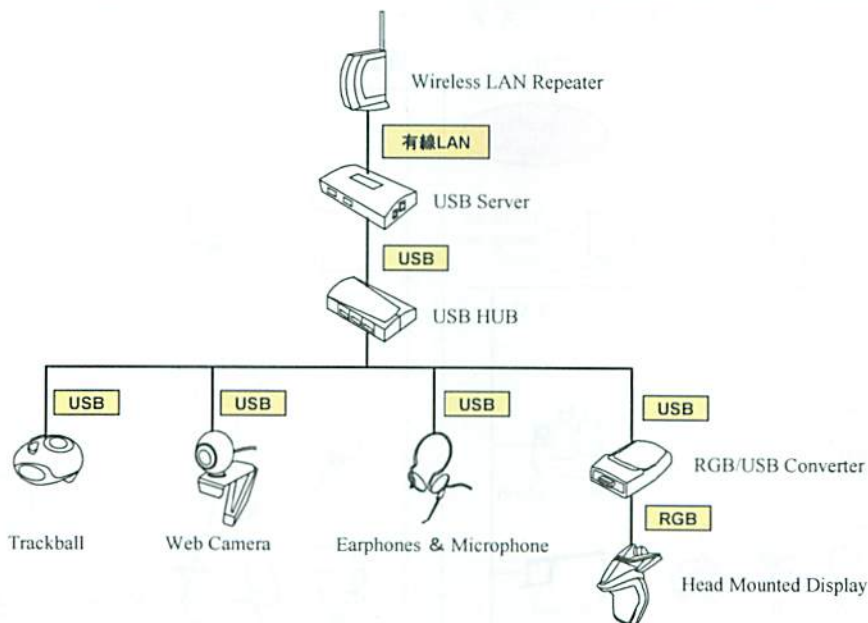 Wireless LAN Repeater
有線LAN
USB Server
USB
USB HUB
USB
USB
USB
USB
RGB/USB Converter
RGB
Trackball
Web Camera
Earphones & Microphone
Head Mounted Display